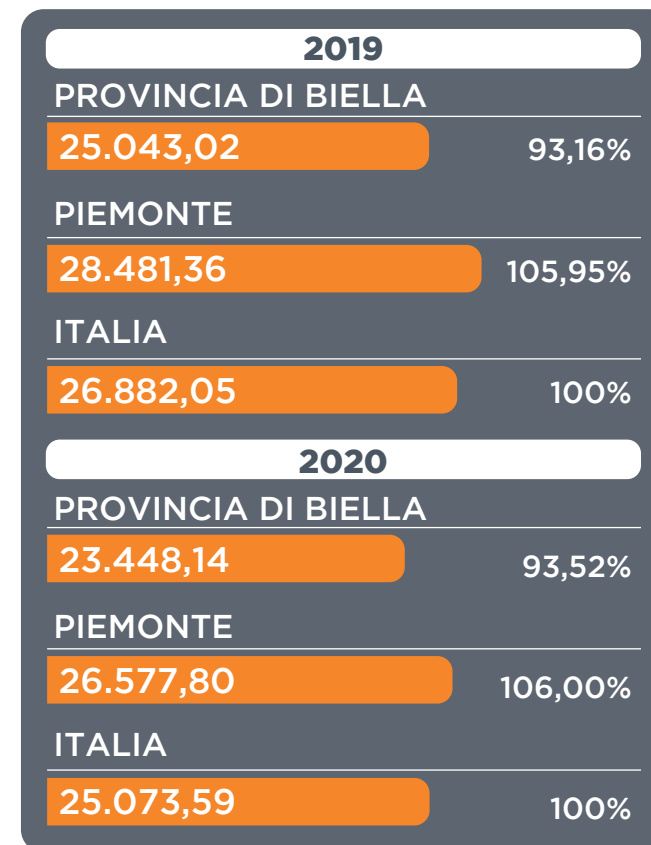 2019
PROVINCIA DI BIELLA
25.043,02 93,16%
PIEMONTE
28.481,36 105,95%
ITALIA
26.882,05 100%
2020
PROVINCIA DI BIELLA
23.448,14 93,52%
PIEMONTE
26.577,80 106,00%
ITALIA
25.073,59 100%